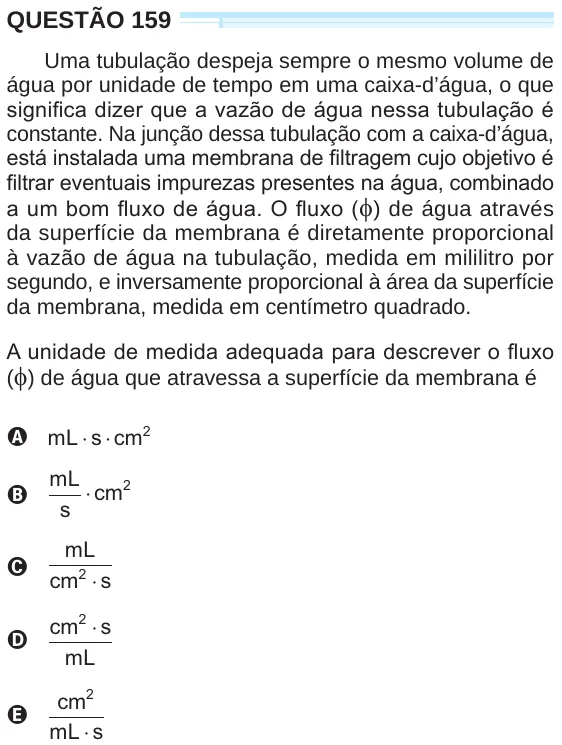 QUESTÃO 159
Uma tubulação despeja sempre o mesmo volume de
água por unidade de tempo em uma caixa-d’água, o que
significa dizer que a vazão de água nessa tubulação é
constante. Na junção dessa tubulação com a caixa-d’água,
está instalada uma membrana de filtragem cujo objetivo é
filtrar eventuais impurezas presentes na água, combinado
a um bom fluxo de água. O fluxo (ϕ) de água através
da superfície da membrana é diretamente proporcional
à vazão de água na tubulação, medida em mililitro por
segundo, e inversamente proporcional à área da superfície
da membrana, medida em centímetro quadrado.
A unidade de medida adequada para descrever o fluxo
(ϕ) de água que atravessa a superfície da membrana é
A mL · s · cm²
B mL/s · cm²
C mL/(cm² · s)
D (cm² · s)/mL
E cm²/(mL · s)